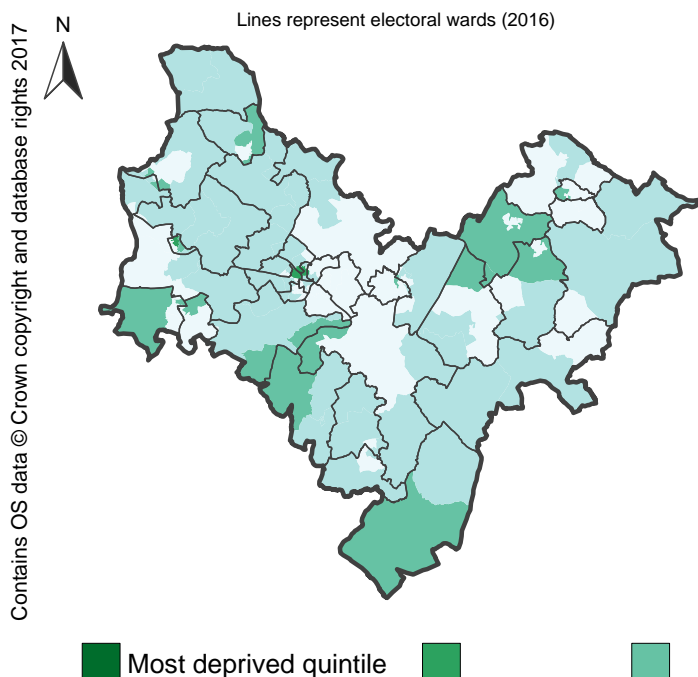 Lines represent electoral wards (2016)
N
Contains OS data © Crown copyright and database rights 2017
Most deprived quintile